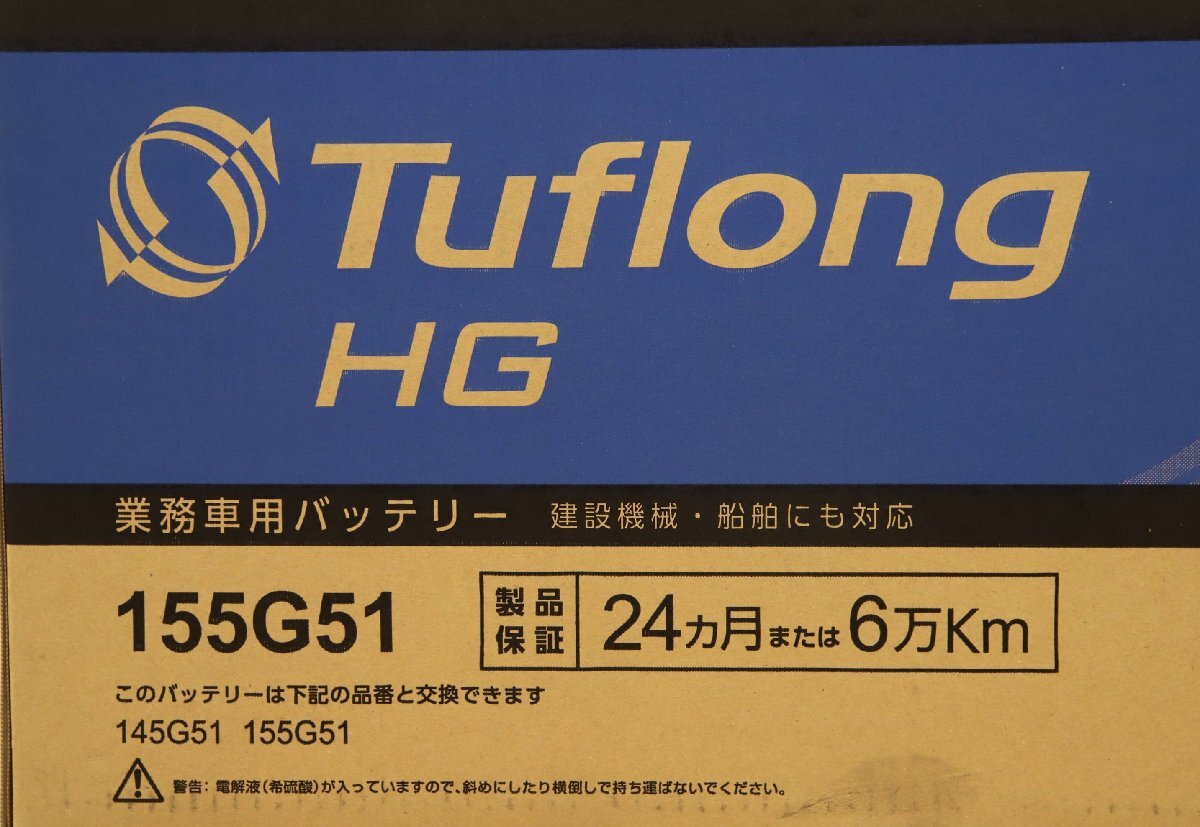 Tuflong
HG
業務車用バッテリー 建設機械・船舶にも対応
155G51
製品保証 24カ月または6万Km
このバッテリーは下記の品番と交換できます
145G51 155G51
警告：電解液（希硫酸）が入っていますので、斜めにしたり横倒しで持ち運ばないでください。